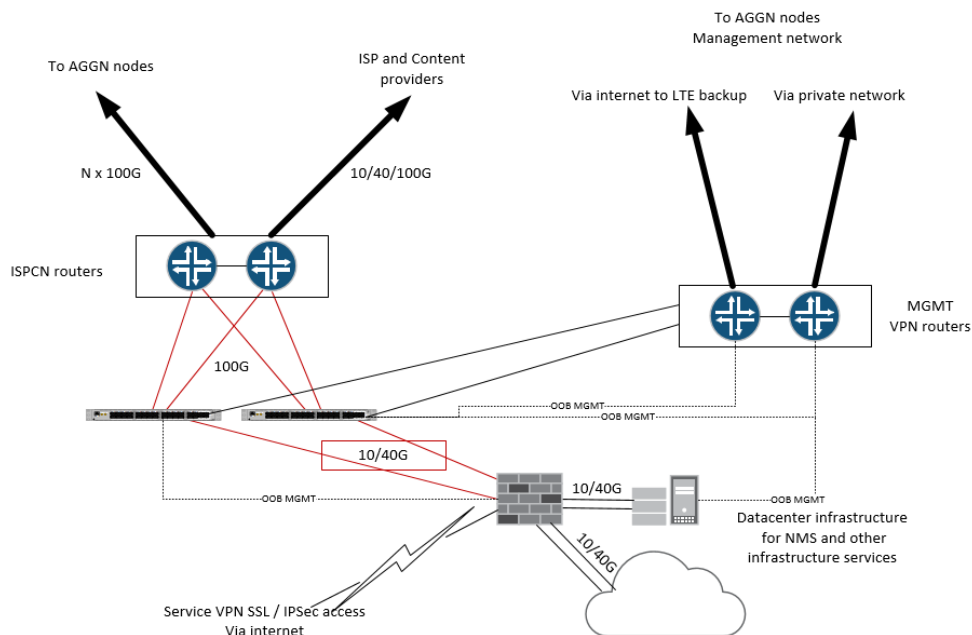 To AGGN nodes
Management network
To AGGN nodes
ISP and Content
providers
Via internet to LTE backup
Via private network
N x 100G
10/40/100G
ISPCN routers
MGMT
VPN routers
100G
OOB MGMT
OOB MGMT
10/40G
10/40G
OOB MGMT
OOB MGMT
Datacenter infrastructure
for NMS and other
infrastructure services
10/40G
Service VPN SSL / IPSec access
Via internet